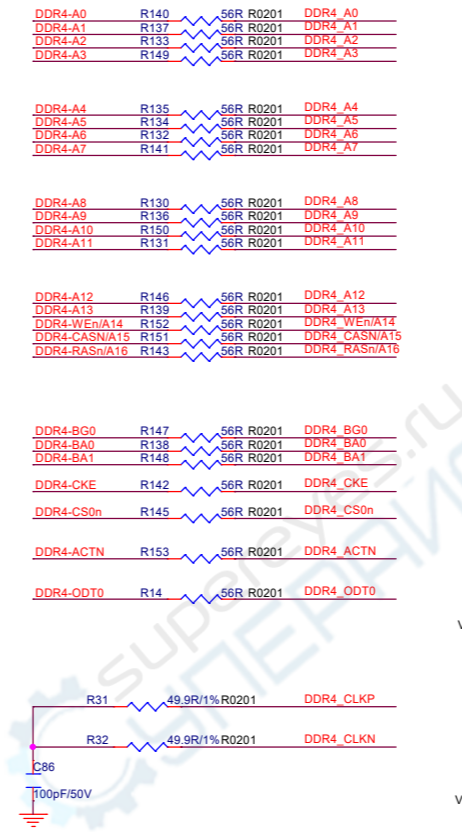 DDR4-A0 R140 56R R0201 DDR4_A0
DDR4-A1 R137 56R R0201 DDR4_A1
DDR4-A2 R133 56R R0201 DDR4_A2
DDR4-A3 R149 56R R0201 DDR4_A3
DDR4-A4 R135 56R R0201 DDR4_A4
DDR4-A5 R134 56R R0201 DDR4_A5
DDR4-A6 R132 56R R0201 DDR4_A6
DDR4-A7 R141 56R R0201 DDR4_A7
DDR4-A8 R130 56R R0201 DDR4_A8
DDR4-A9 R136 56R R0201 DDR4_A9
DDR4-A10 R150 56R R0201 DDR4_A10
DDR4-A11 R131 56R R0201 DDR4_A11
DDR4-A12 R146 56R R0201 DDR4_A12
DDR4-A13 R139 56R R0201 DDR4_A13
DDR4-WEn/A14 R152 56R R0201 DDR4_WEn/A14
DDR4-CASN/A15 R151 56R R0201 DDR4_CASN/A15
DDR4-RASn/A16 R143 56R R0201 DDR4_RASn/A16
DDR4-BG0 R147 56R R0201 DDR4_BG0
DDR4-BA0 R138 56R R0201 DDR4_BA0
DDR4-BA1 R148 56R R0201 DDR4_BA1
DDR4-CKE R142 56R R0201 DDR4_CKE
DDR4-CS0n R145 56R R0201 DDR4_CS0n
DDR4-ACTN R153 56R R0201 DDR4_ACTN
DDR4-ODT0 R14 56R R0201 DDR4_ODT0
V
R31 49.9R/1% R0201 DDR4_CLKP
R32 49.9R/1% R0201 DDR4_CLKN
C86
100pF/50V
V
supereyes.ru